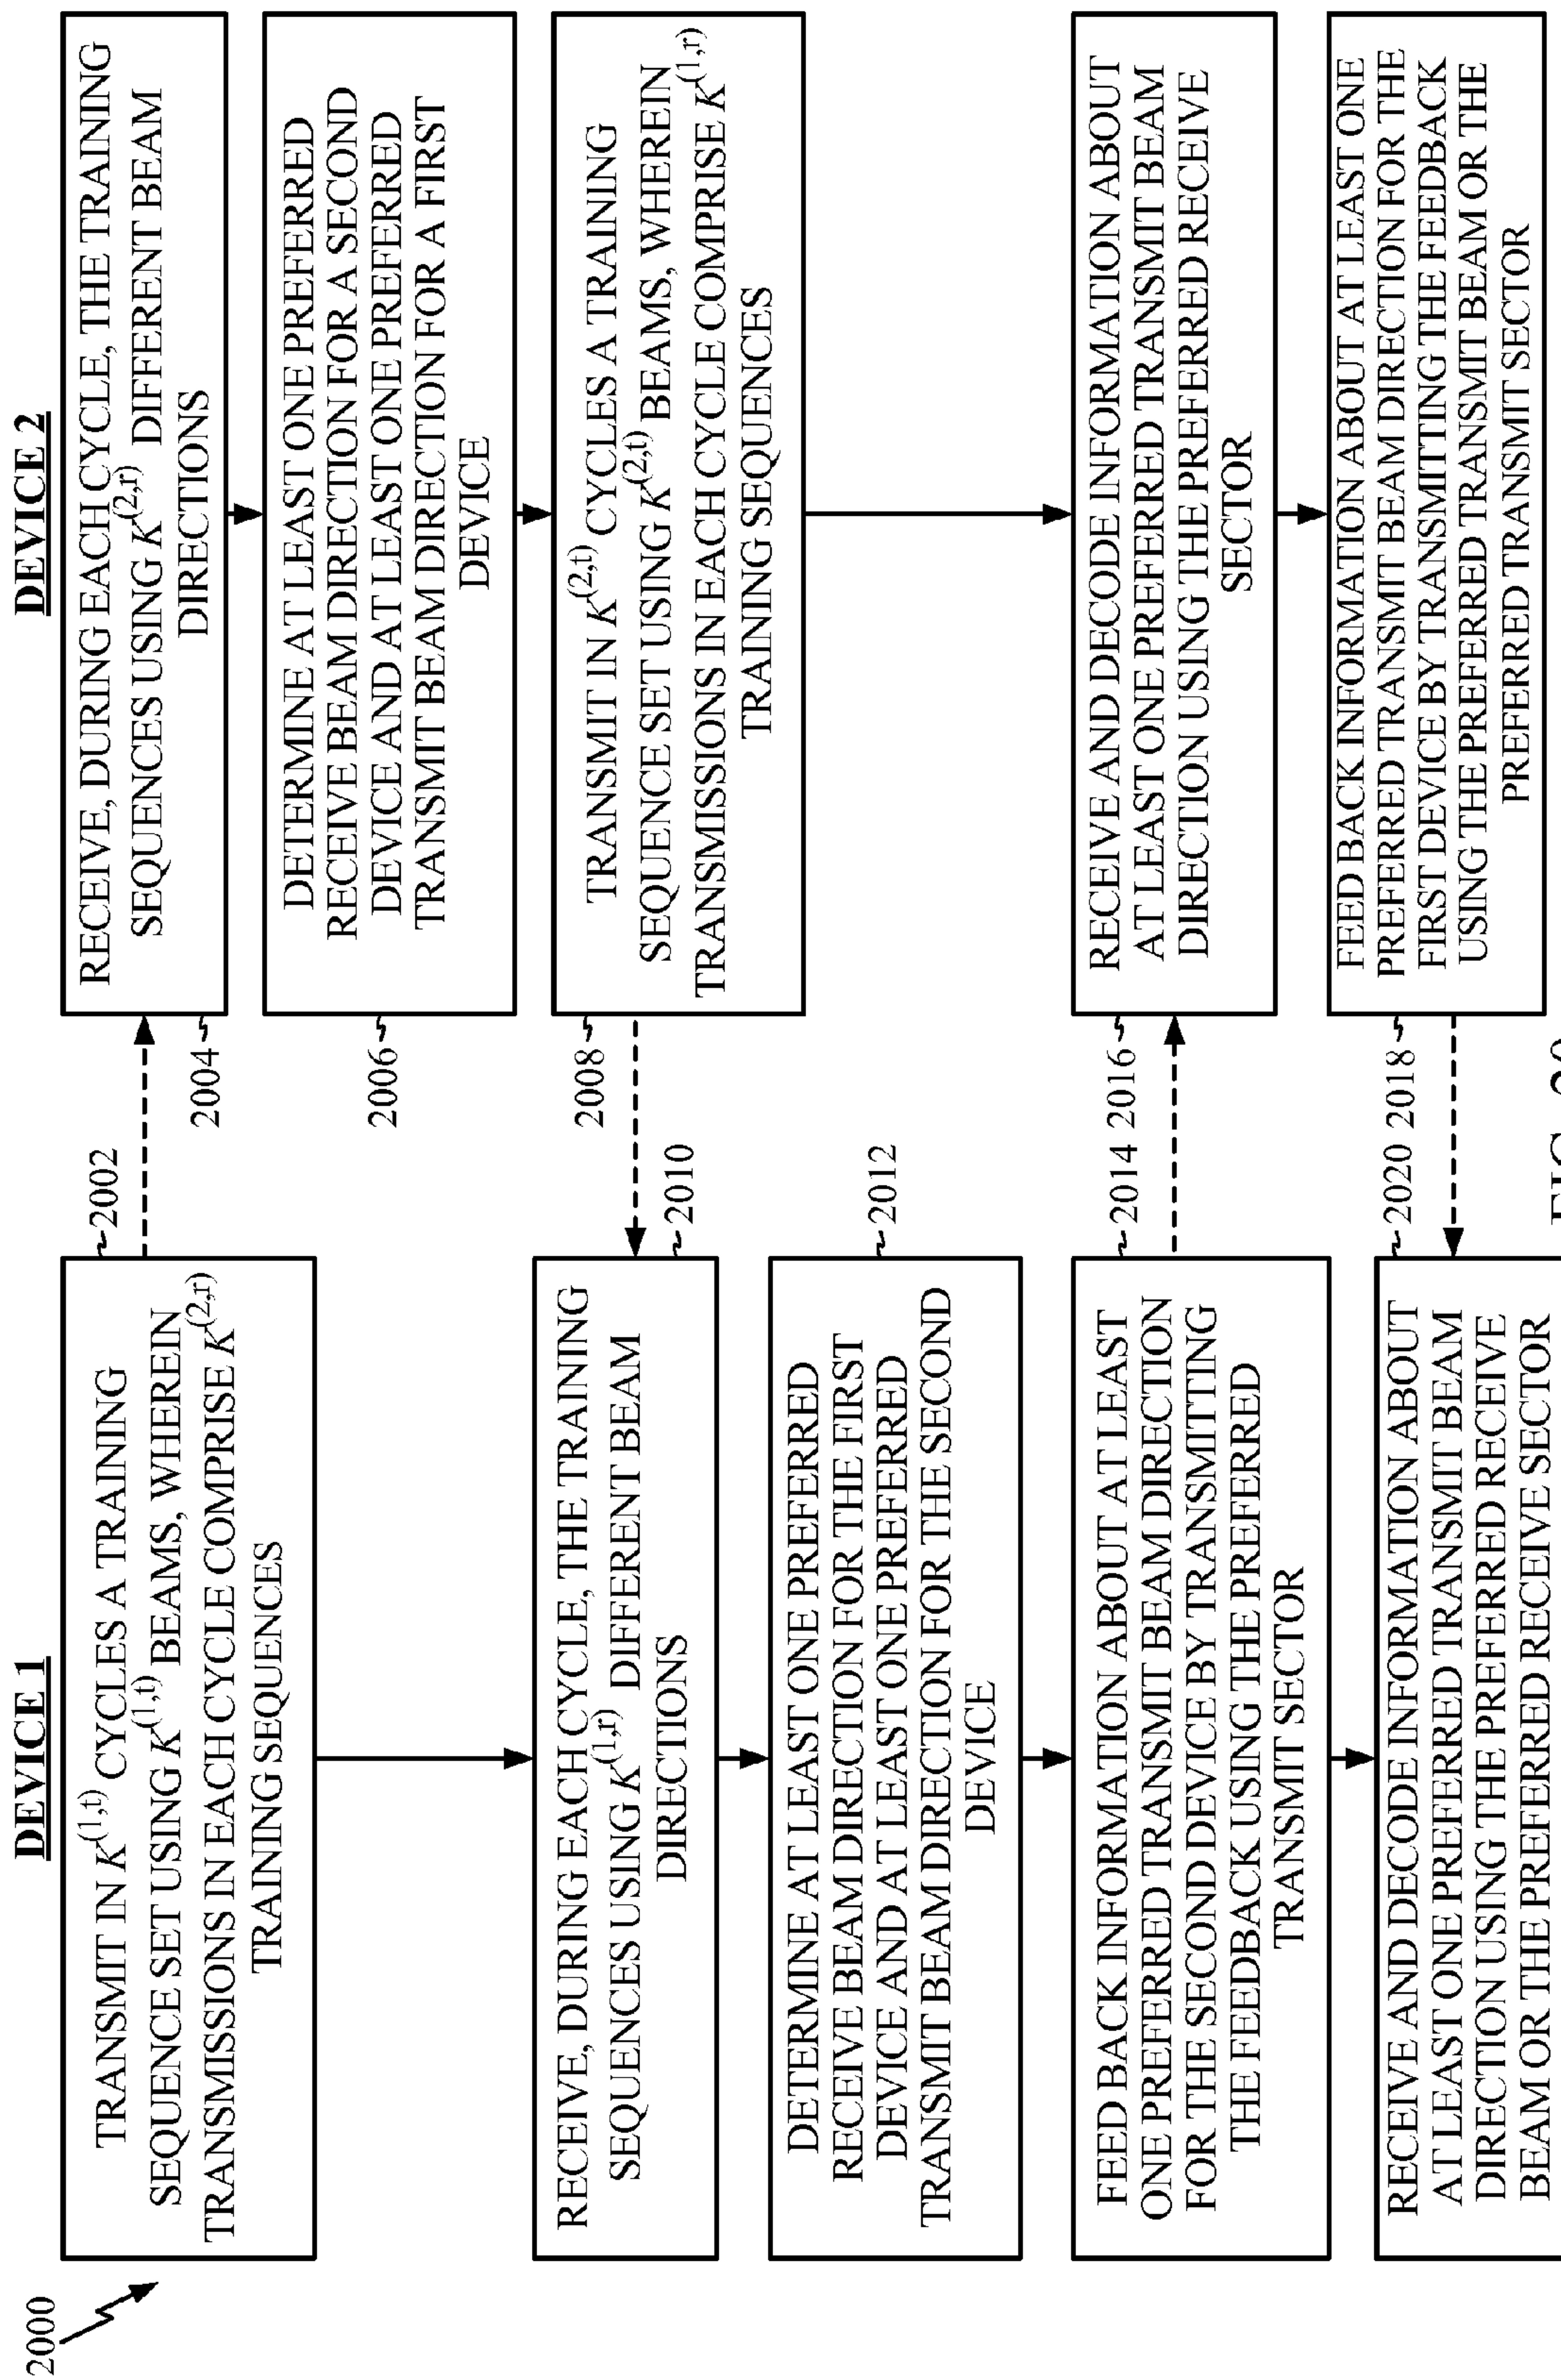 2000
DEVICE 1
TRANSMIT IN K^(1,t) CYCLES A TRAINING
SEQUENCE SET USING K^(1,t) BEAMS, WHEREIN
TRANSMISSIONS IN EACH CYCLE COMPRISE K^(2,r)
TRAINING SEQUENCES
2002
RECEIVE, DURING EACH CYCLE, THE TRAINING
SEQUENCES USING K^(1,r) DIFFERENT BEAM
DIRECTIONS
2010
DETERMINE AT LEAST ONE PREFERRED
RECEIVE BEAM DIRECTION FOR THE FIRST
DEVICE AND AT LEAST ONE PREFERRED
TRANSMIT BEAM DIRECTION FOR THE SECOND
DEVICE
2012
FEED BACK INFORMATION ABOUT AT LEAST
ONE PREFERRED TRANSMIT BEAM DIRECTION
FOR THE SECOND DEVICE BY TRANSMITTING
THE FEEDBACK USING THE PREFERRED
TRANSMIT SECTOR
2014
RECEIVE AND DECODE INFORMATION ABOUT
AT LEAST ONE PREFERRED TRANSMIT BEAM
DIRECTION USING THE PREFERRED RECEIVE
BEAM OR THE PREFERRED RECEIVE SECTOR
2020
DEVICE 2
RECEIVE, DURING EACH CYCLE, THE TRAINING
SEQUENCES USING K^(2,r) DIFFERENT BEAM
DIRECTIONS
2004
DETERMINE AT LEAST ONE PREFERRED
RECEIVE BEAM DIRECTION FOR A SECOND
DEVICE AND AT LEAST ONE PREFERRED
TRANSMIT BEAM DIRECTION FOR A FIRST
DEVICE
2006
TRANSMIT IN K^(2,t) CYCLES A TRAINING
SEQUENCE SET USING K^(2,t) BEAMS, WHEREIN
TRANSMISSIONS IN EACH CYCLE COMPRISE K^(1,r)
TRAINING SEQUENCES
2008
RECEIVE AND DECODE INFORMATION ABOUT
AT LEAST ONE PREFERRED TRANSMIT BEAM
DIRECTION USING THE PREFERRED RECEIVE
SECTOR
2016
FEED BACK INFORMATION ABOUT AT LEAST ONE
PREFERRED TRANSMIT BEAM DIRECTION FOR THE
FIRST DEVICE BY TRANSMITTING THE FEEDBACK
USING THE PREFERRED TRANSMIT BEAM OR THE
PREFERRED TRANSMIT SECTOR
2018